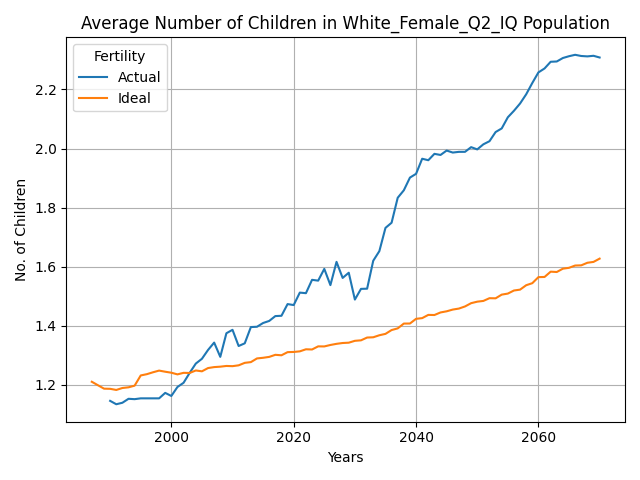 Average Number of Children in White_Female_Q2_IQ Population
Fertility
Actual
Ideal
2.2
2.0
1.8
1.6
1.4
1.2
No. of Children
2000
2020
2040
2060
Years